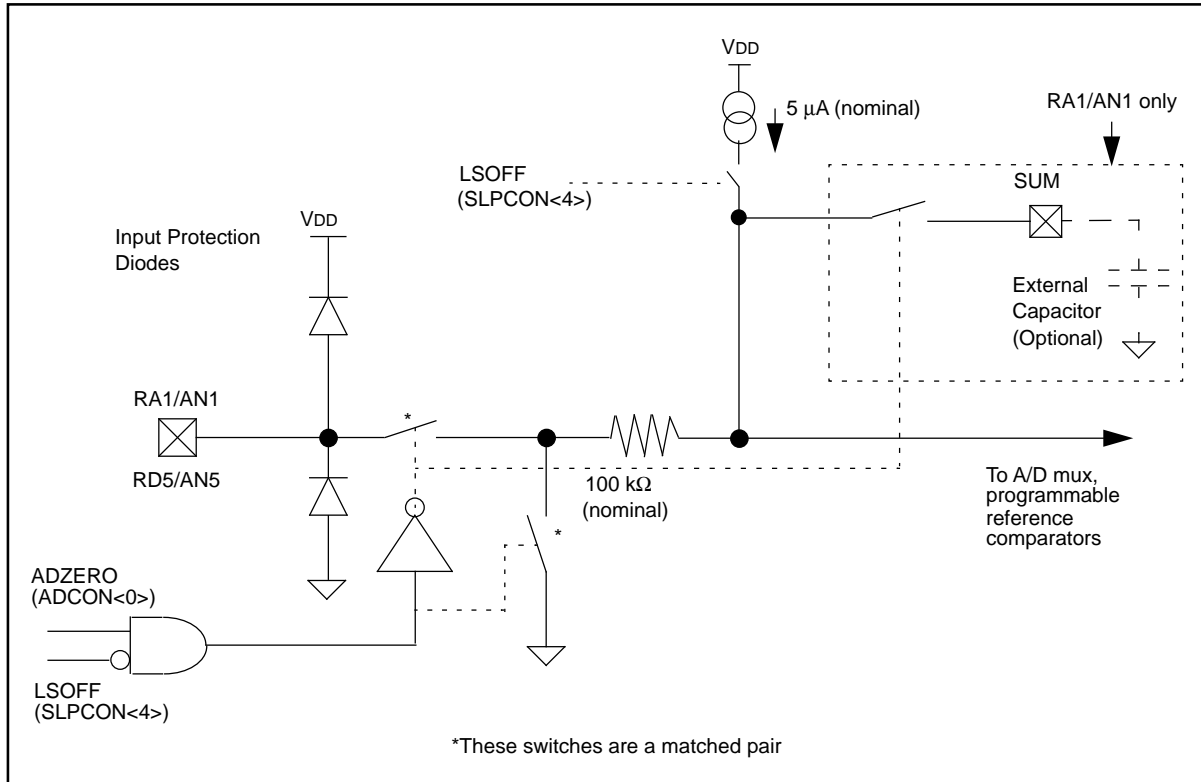 VDD
5 µA (nominal)
RA1/AN1 only
LSOFF
(SLPCON<4>)
SUM
VDD
Input Protection
Diodes
External
Capacitor
(Optional)
RA1/AN1
*
RD5/AN5
100 kΩ
(nominal)
*
To A/D mux,
programmable
reference
comparators
ADZERO
(ADCON<0>)
LSOFF
(SLPCON<4>)
*These switches are a matched pair